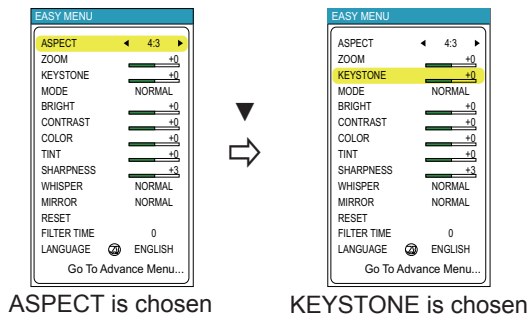 EASY MENU
ASPECT 4:3
ZOOM +0
KEYSTONE +0
MODE NORMAL
BRIGHT +0
CONTRAST +0
COLOR +0
TINT +0
SHARPNESS +3
WHISPER NORMAL
MIRROR NORMAL
RESET
FILTER TIME 0
LANGUAGE ENGLISH
Go To Advance Menu...
ASPECT is chosen
EASY MENU
ASPECT 4:3
ZOOM +0
KEYSTONE +0
MODE NORMAL
BRIGHT +0
CONTRAST +0
COLOR +0
TINT +0
SHARPNESS +3
WHISPER NORMAL
MIRROR NORMAL
RESET
FILTER TIME 0
LANGUAGE ENGLISH
Go To Advance Menu...
KEYSTONE is chosen